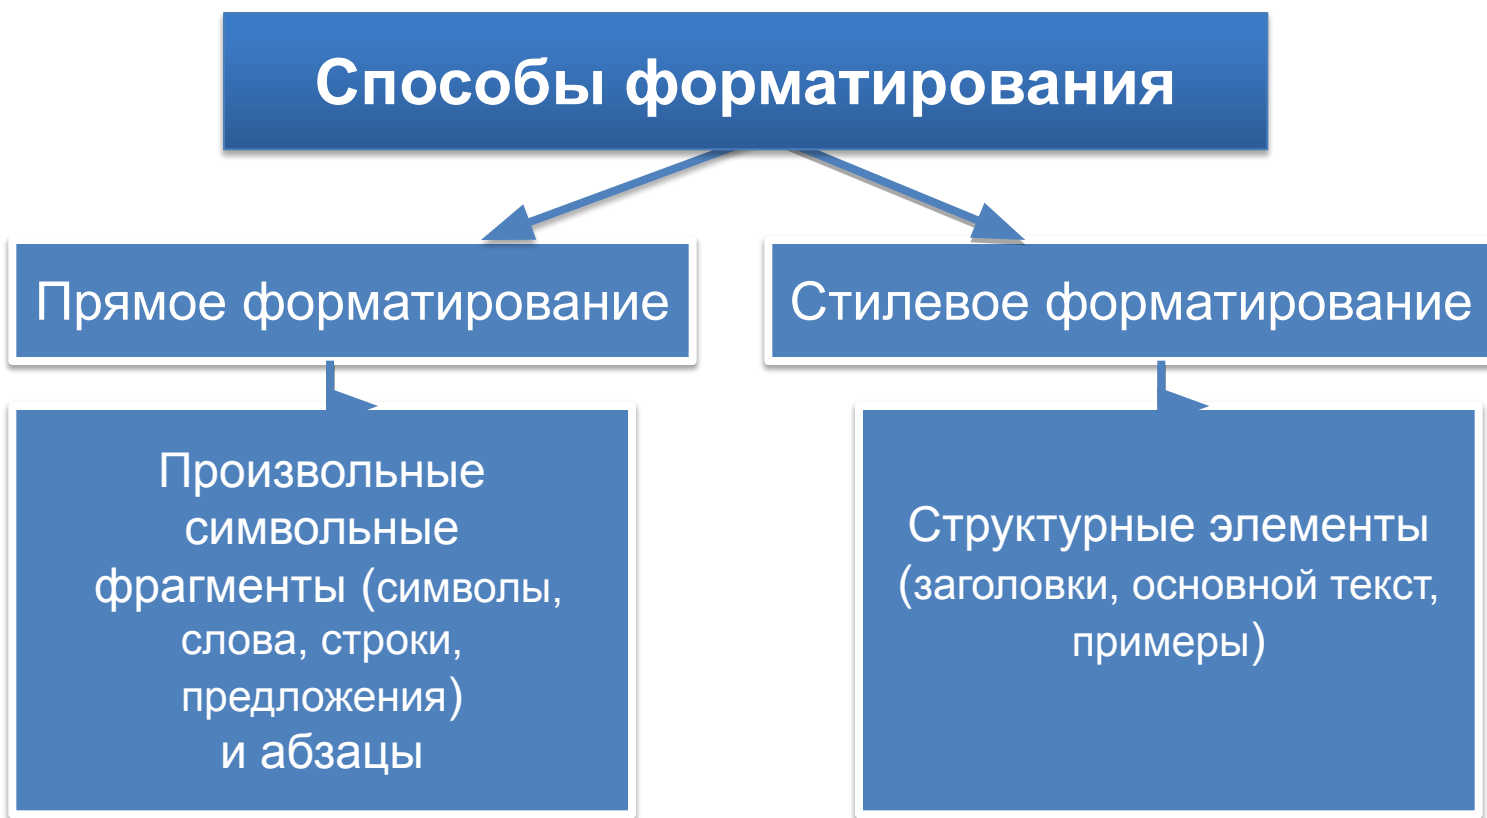 Способы форматирования
Прямое форматирование
Стилевое форматирование
Произвольные
символьные
фрагменты (символы,
слова, строки,
предложения)
и абзацы
Структурные элементы
(заголовки, основной текст,
примеры)